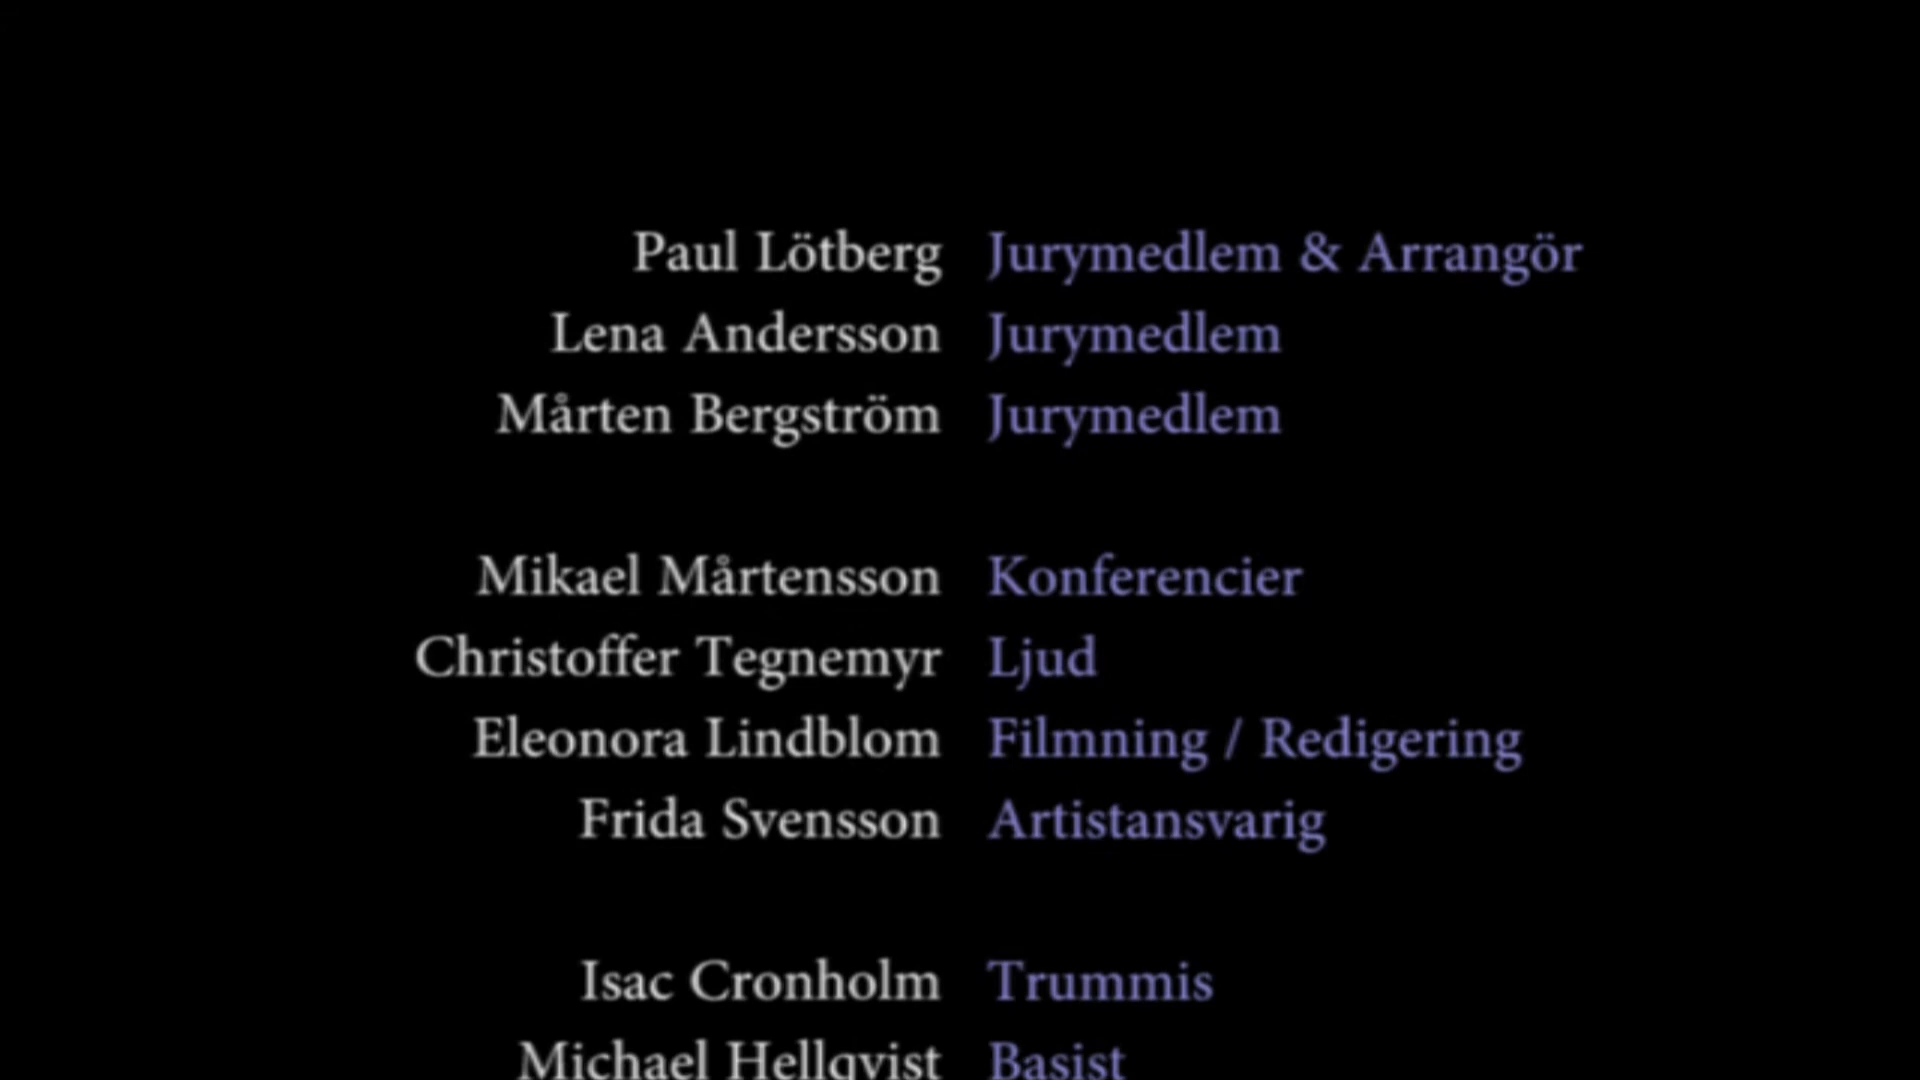 Paul Lötberg Jurymedlem & Arrangör
Lena Andersson Jurymedlem
Mårten Bergström Jurymedlem
Mikael Mårtensson Konferencier
Christoffer Tegnemyr Ljud
Eleonora Lindblom Filmning / Redigering
Frida Svensson Artistansvarig
Isac Cronholm Trummis
Michael Hellqvist Basist